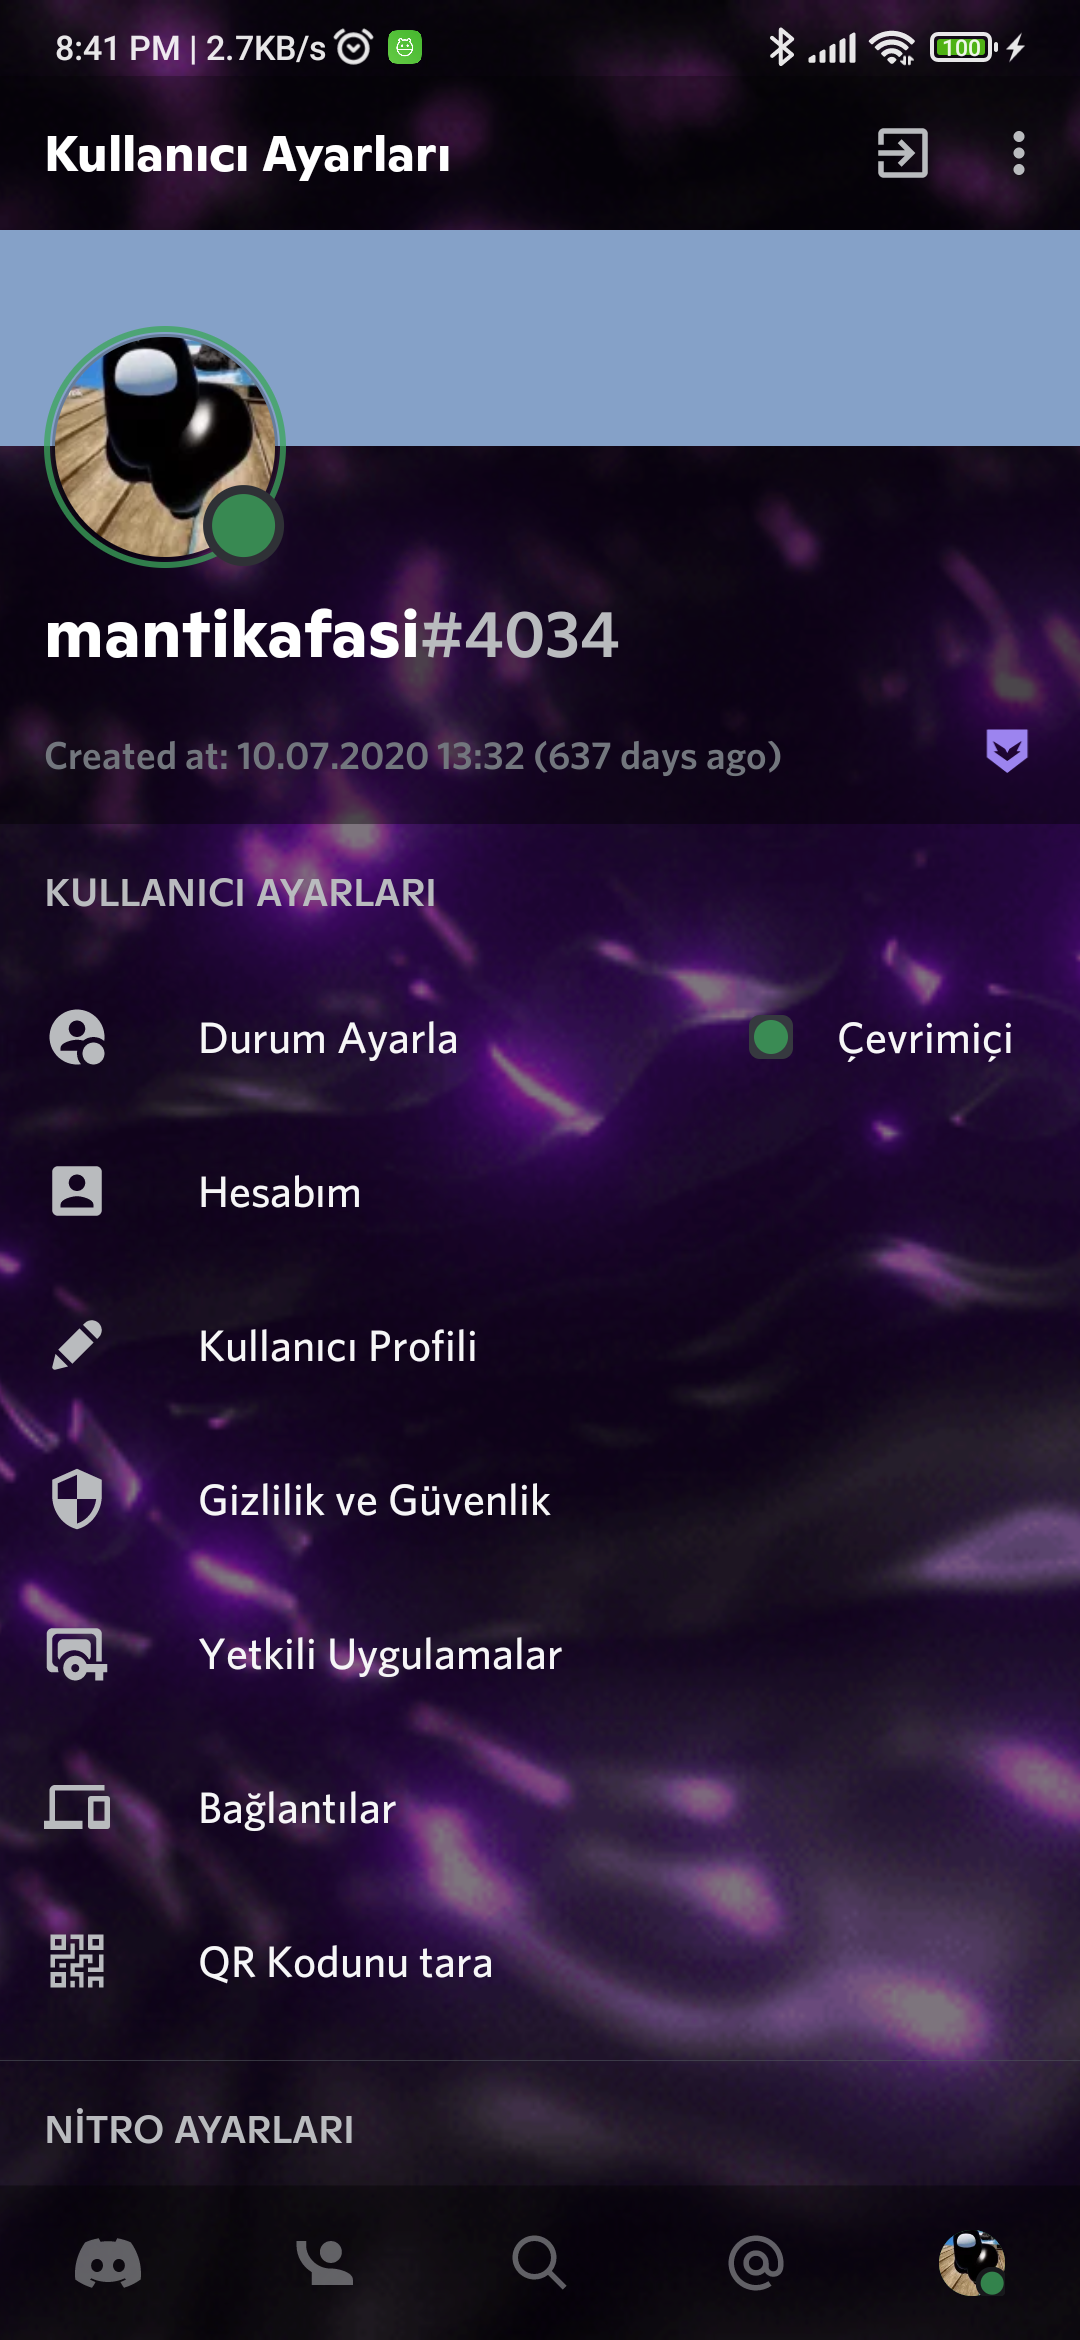 8:41 PM | 2.7KB/s 100
Kullanıcı Ayarları
mantikafasi#4034
Created at: 10.07.2020 13:32 (637 days ago)
KULLANICI AYARLARI
Durum Ayarla Çevrimiçi
Hesabım
Kullanıcı Profili
Gizlilik ve Güvenlik
Yetkili Uygulamalar
Bağlantılar
QR Kodunu tara
NİTRO AYARLARI